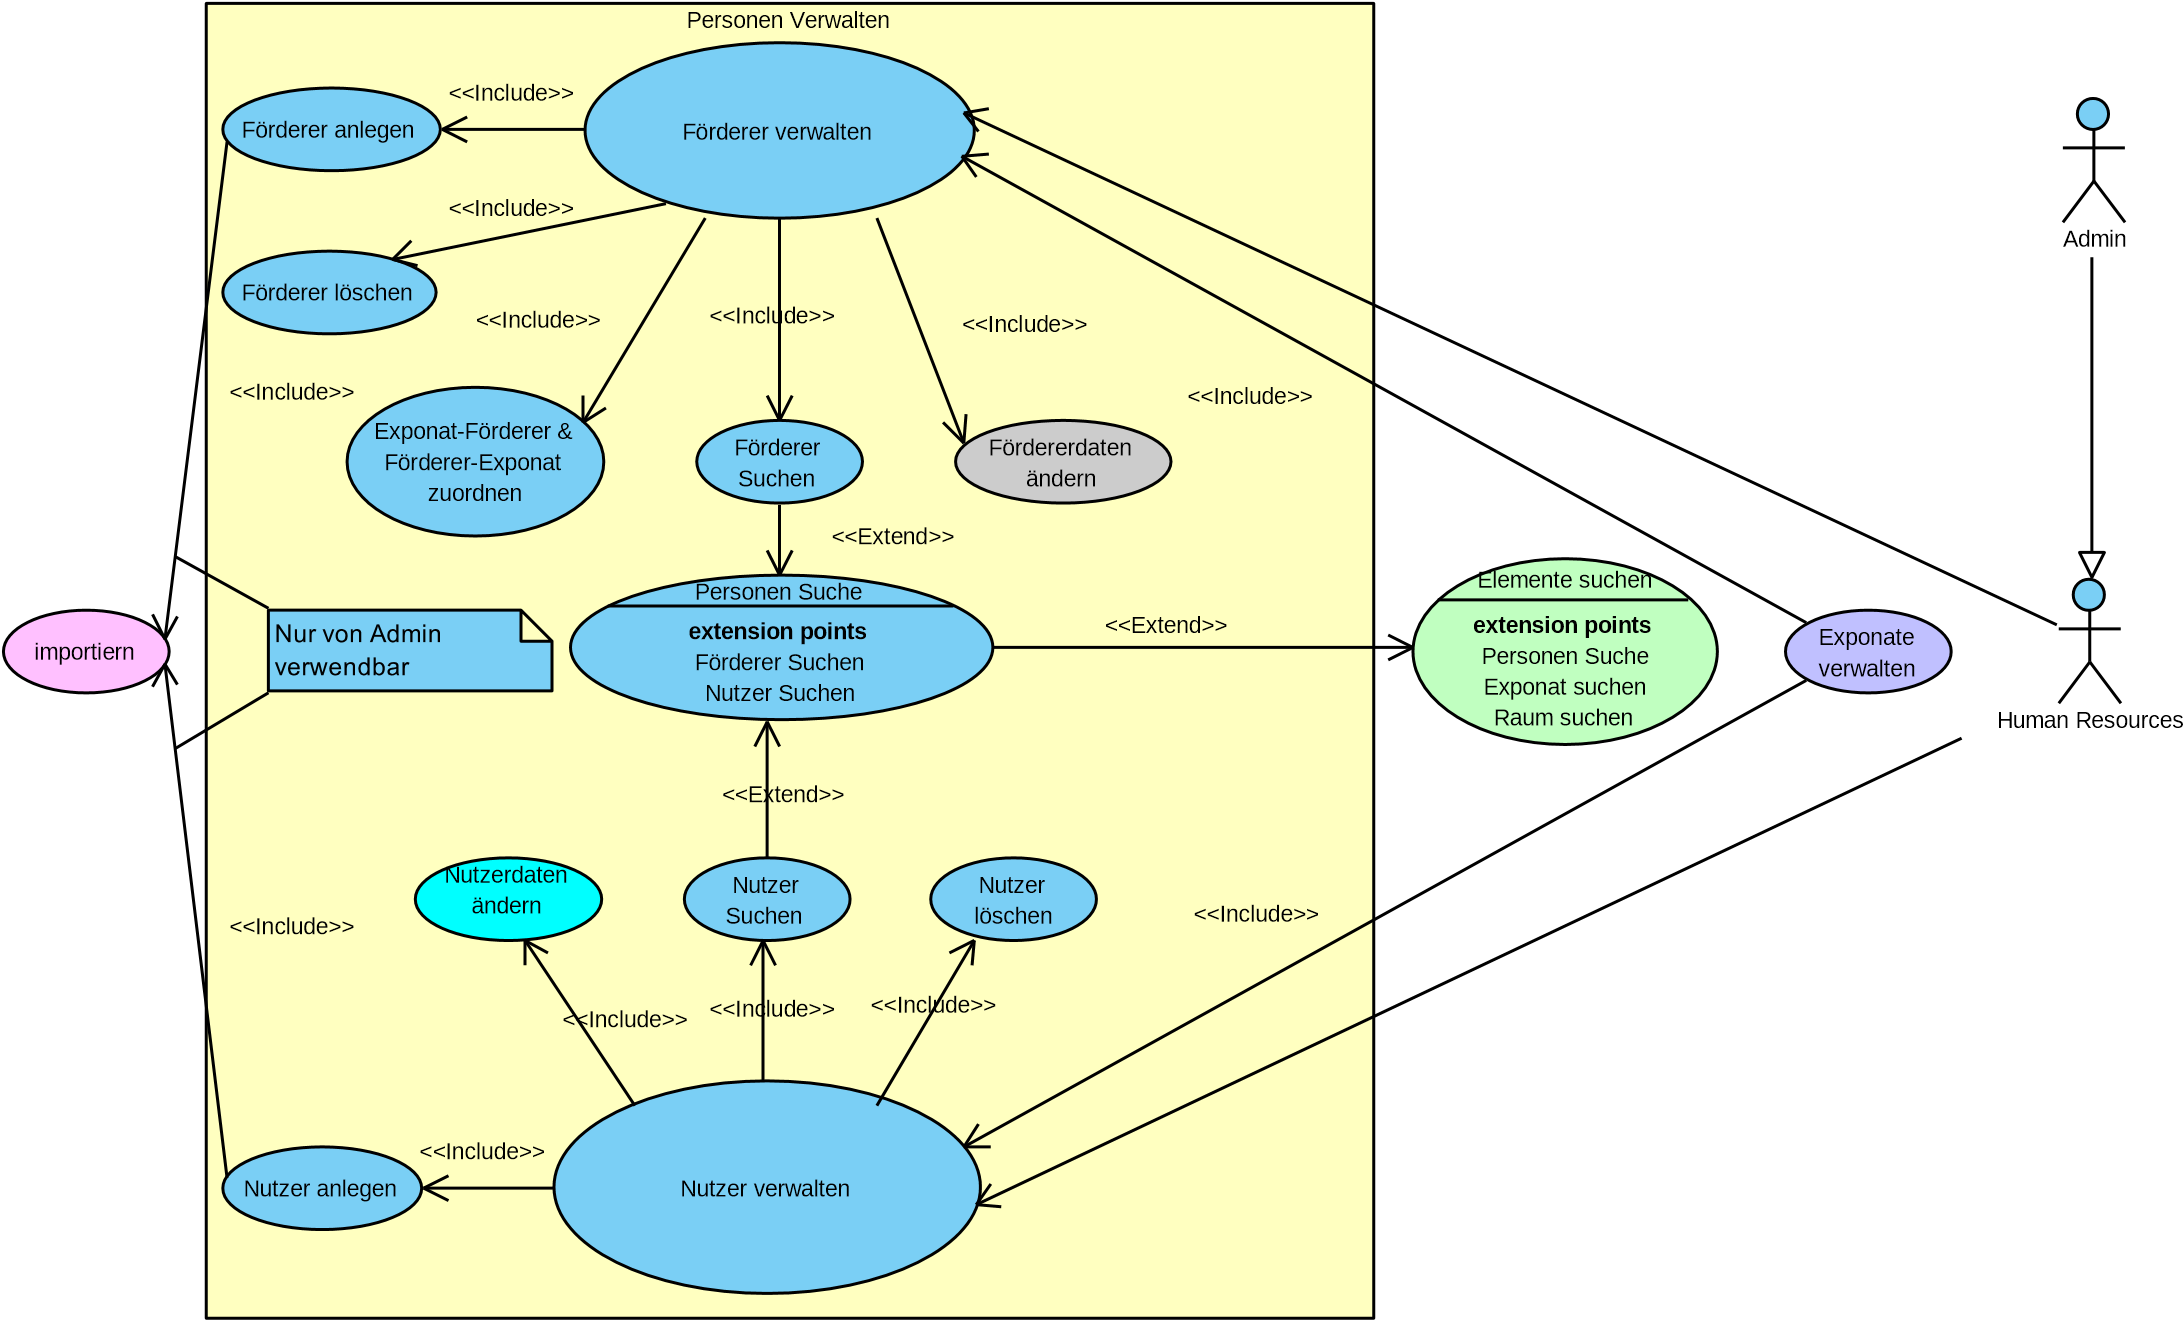 Personen Verwalten
<<Include>>
Förderer anlegen
Förderer verwalten
<<Include>>
Admin
Förderer löschen
<<Include>>
<<Include>>
<<Include>>
<<Include>>
<<Include>>
Exponat-Förderer &
Förderer-Exponat
zuordnen
Förderer
Suchen
Fördererdaten
ändern
<<Extend>>
Personen Suche
extension points
Förderer Suchen
Nutzer Suchen
<<Extend>>
Elemente suchen
extension points
Personen Suche
Exponat suchen
Raum suchen
Exponate
verwalten
Human Resources
importiern
Nur von Admin
verwendbar
<<Extend>>
Nutzerdaten
ändern
Nutzer
Suchen
Nutzer
löschen
<<Include>>
<<Include>>
<<Include>>
<<Include>>
<<Include>>
<<Include>>
Nutzer anlegen
Nutzer verwalten